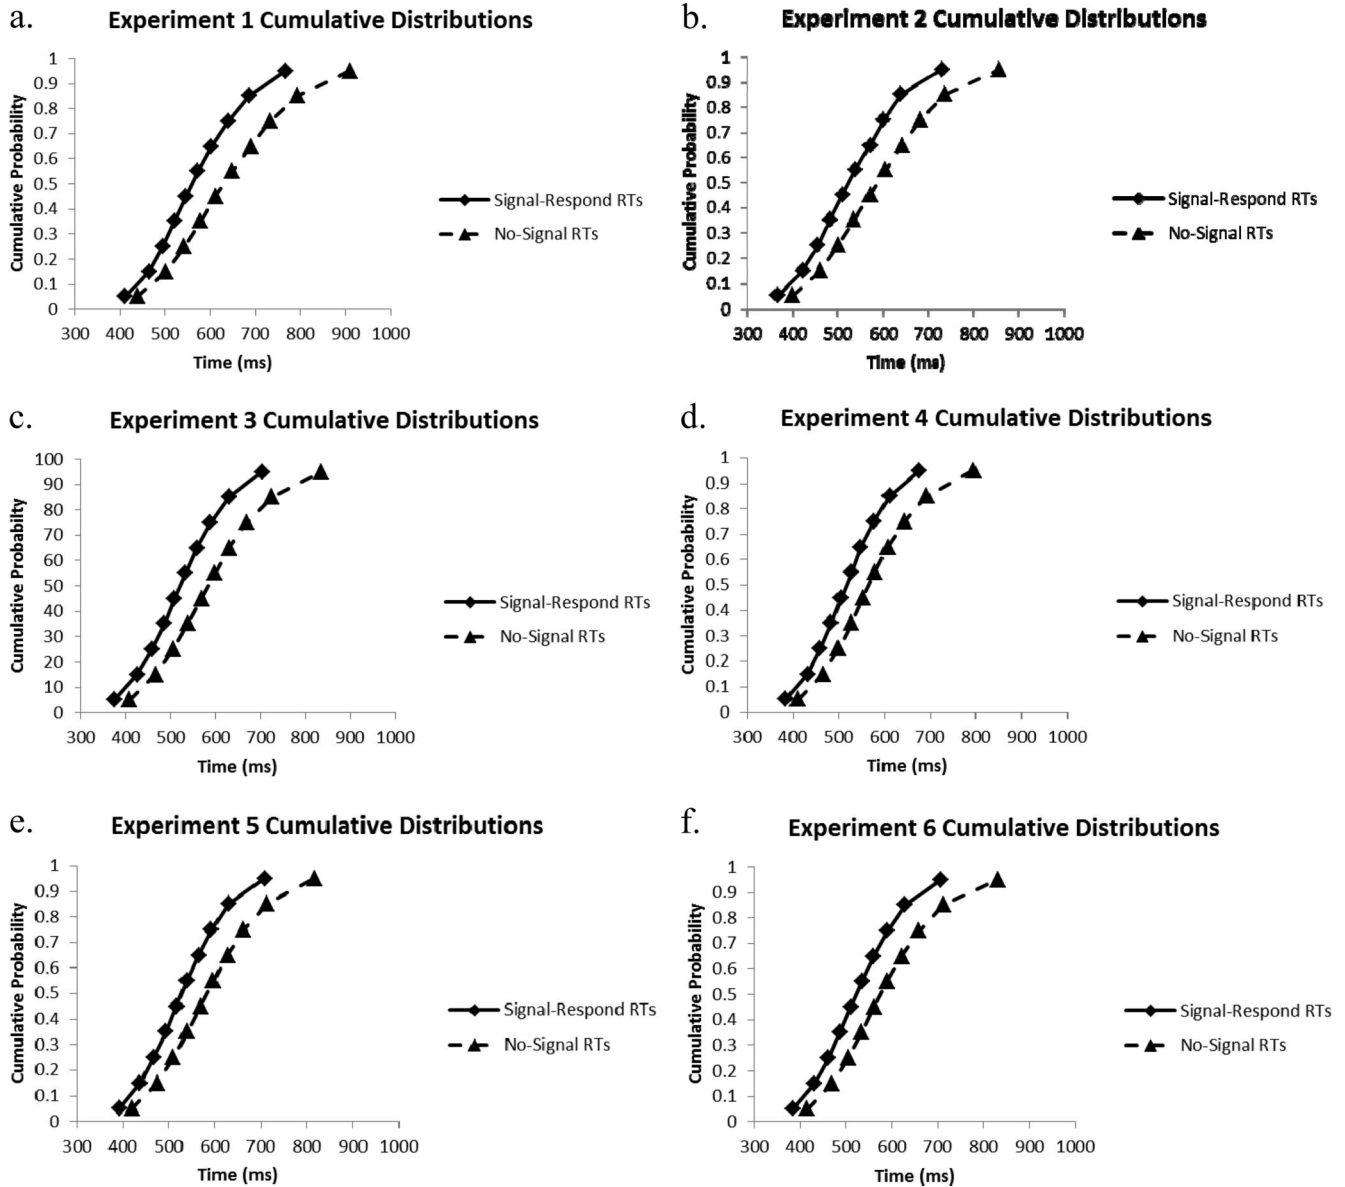 a.
Experiment 1 Cumulative Distributions
1
0.9
0.8
0.7
0.6
0.5
0.4
0.3
0.2
0.1
0
Cumulative Probability
300 400 500 600 700 800 900 1000
Time (ms)
Signal-Respond RTs
No-Signal RTs
b.
Experiment 2 Cumulative Distributions
1
0.9
0.8
0.7
0.6
0.5
0.4
0.3
0.2
0.1
0
Cumulative Probability
300 400 500 600 700 800 900 1000
Time (ms)
Signal-Respond RTs
No-Signal RTs
c.
Experiment 3 Cumulative Distributions
100
90
80
70
60
50
40
30
20
10
0
Cumulative Probabilty
300 400 500 600 700 800 900 1000
Time (ms)
Signal-Respond RTs
No-Signal RTs
d.
Experiment 4 Cumulative Distributions
1
0.9
0.8
0.7
0.6
0.5
0.4
0.3
0.2
0.1
0
Cumulative Probability
300 400 500 600 700 800 900 1000
Time (ms)
Signal-Respond RTs
No-Signal RTs
e.
Experiment 5 Cumulative Distributions
1
0.9
0.8
0.7
0.6
0.5
0.4
0.3
0.2
0.1
0
Cumulative Probability
300 400 500 600 700 800 900 1000
Time (ms)
Signal-Respond RTs
No-Signal RTs
f.
Experiment 6 Cumulative Distributions
1
0.9
0.8
0.7
0.6
0.5
0.4
0.3
0.2
0.1
0
Cumulative Probability
300 400 500 600 700 800 900 1000
Time (ms)
Signal-Respond RTs
No-Signal RTs